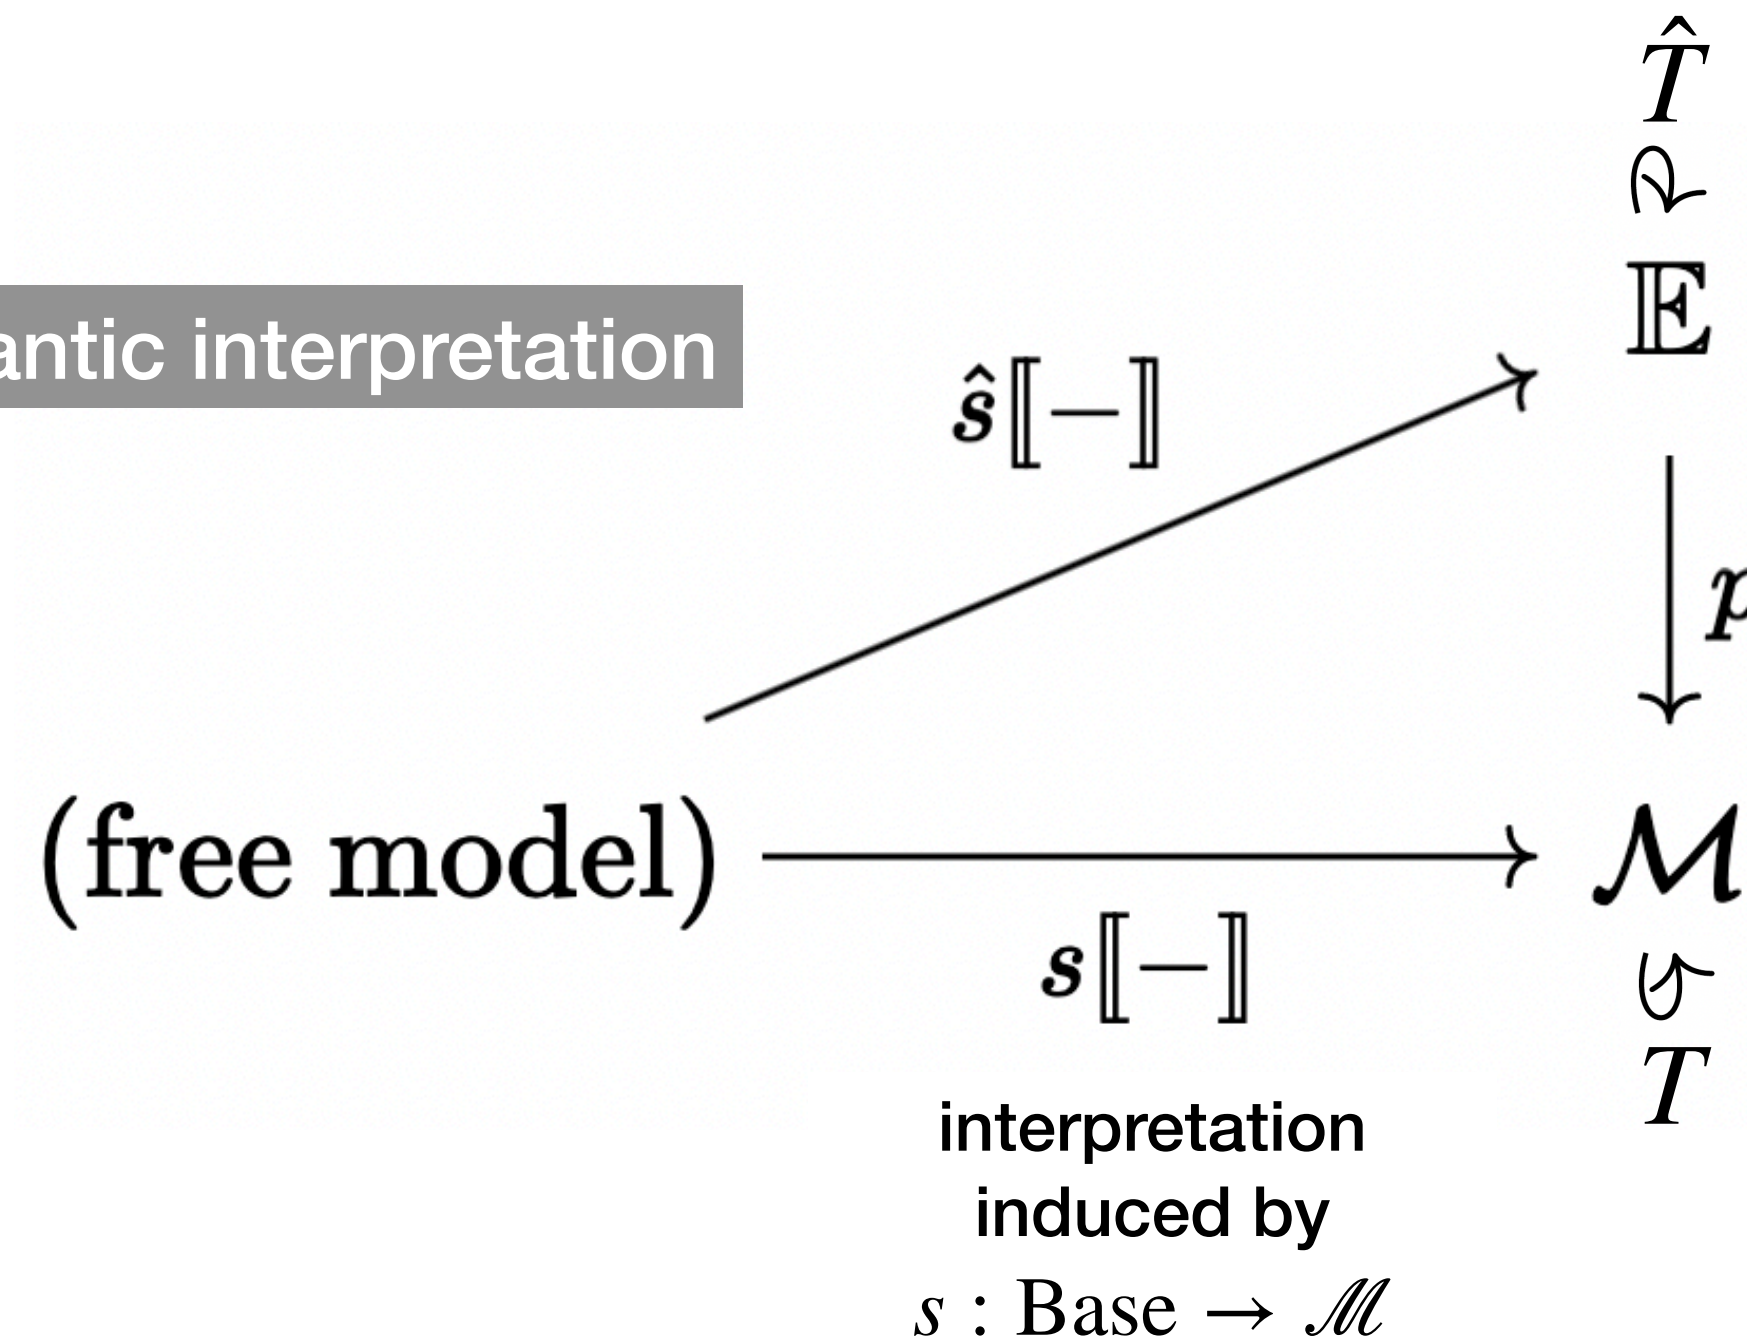 T̂
𝔼
antic interpretation
ŝ⟦−⟧
p
(free model)
ℳ
s⟦−⟧
T
interpretation
induced by
s : Base → ℳ